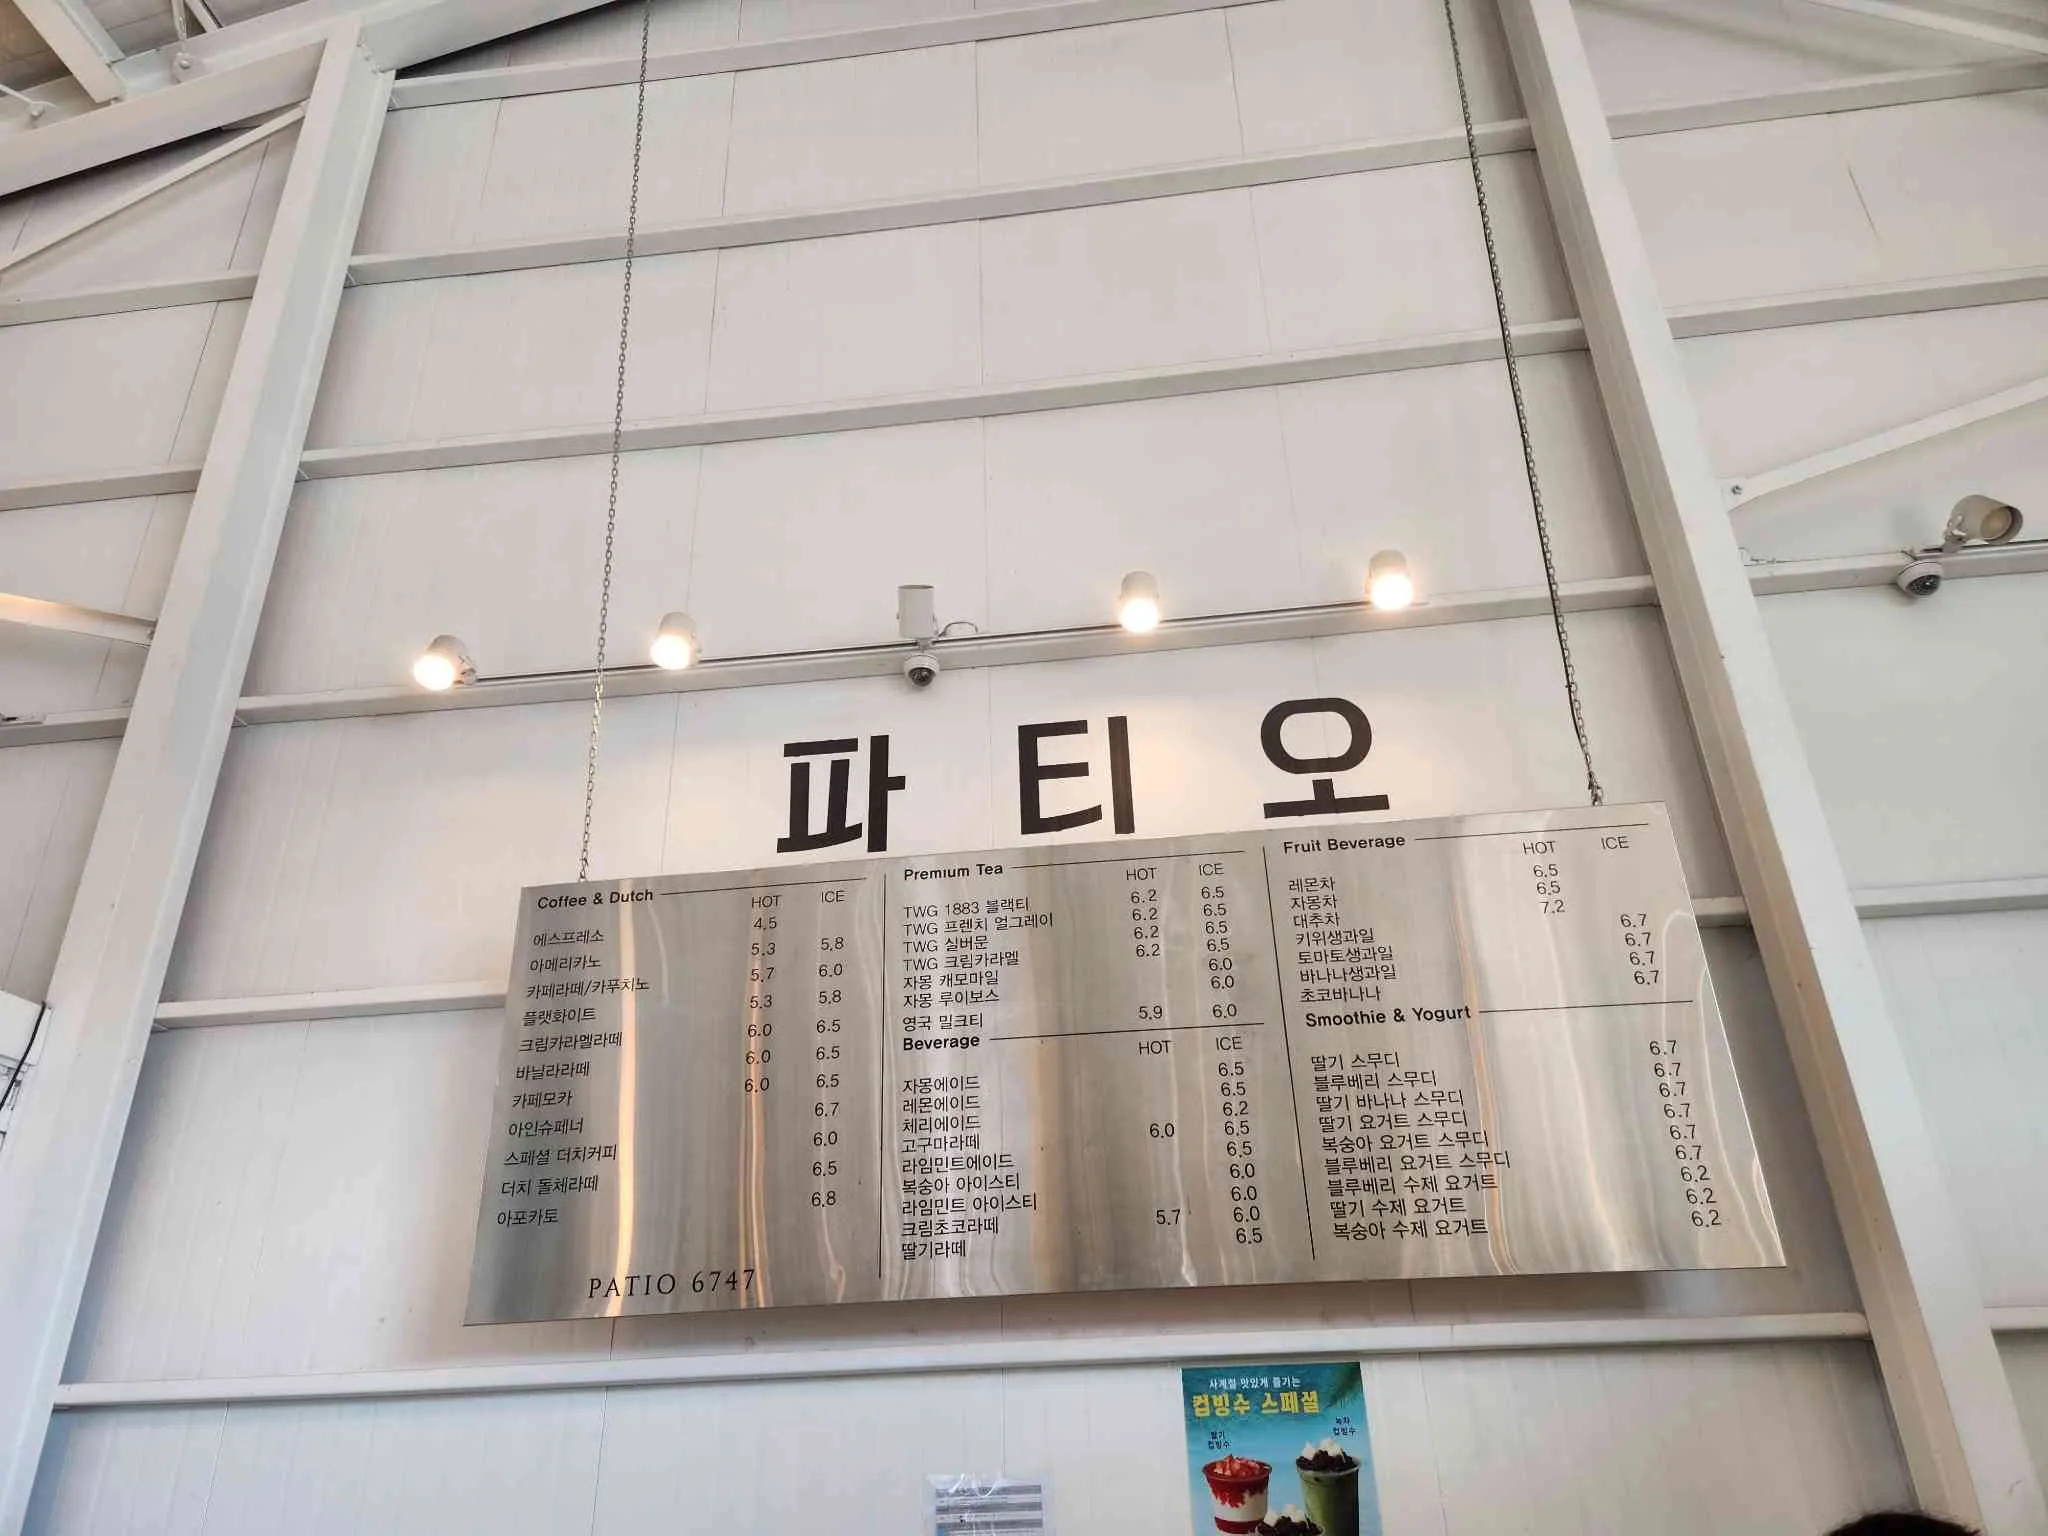 파티오
Coffee & Dutch HOT ICE
에스프레소 4.5
아메리카노 5.3 5.8
카페라떼/카푸치노 5.7 6.0
플랫화이트 5.3 5.8
크림카라멜라떼 6.0 6.5
바닐라라떼 6.0 6.5
카페모카 6.0 6.5
아인슈페너 6.7
스페셜 더치커피 6.0
더치 돌체라떼 6.5
아포카토 6.8
PATIO 6747
Premium Tea HOT ICE
TWG 1883 블랙티 6.2 6.5
TWG 프렌치 얼그레이 6.2 6.5
TWG 실버문 6.2 6.5
TWG 크림카라멜 6.2 6.5
자몽 캐모마일 6.0
자몽 루이보스 6.0
영국 밀크티 5.9 6.0
Beverage HOT ICE
자몽에이드 6.5
레몬에이드 6.5
체리에이드 6.2
고구마라떼 6.0 6.5
라임민트에이드 6.5
복숭아 아이스티 6.0
라임민트 아이스티 6.0
크림초코라떼 5.7 6.0
딸기라떼 6.5
Fruit Beverage HOT ICE
레몬차 6.5
자몽차 6.5
대추차 7.2
키위생과일 6.7
토마토생과일 6.7
바나나생과일 6.7
초코바나나 6.7
Smoothie & Yogurt
딸기 스무디 6.7
블루베리 스무디 6.7
딸기 바나나 스무디 6.7
딸기 요거트 스무디 6.7
복숭아 요거트 스무디 6.7
블루베리 요거트 스무디 6.7
블루베리 수제 요거트 6.2
딸기 수제 요거트 6.2
복숭아 수제 요거트 6.2
사계절 맛있게 즐기는
컵빙수 스페셜
녹차
컵빙수
딸기
컵빙수